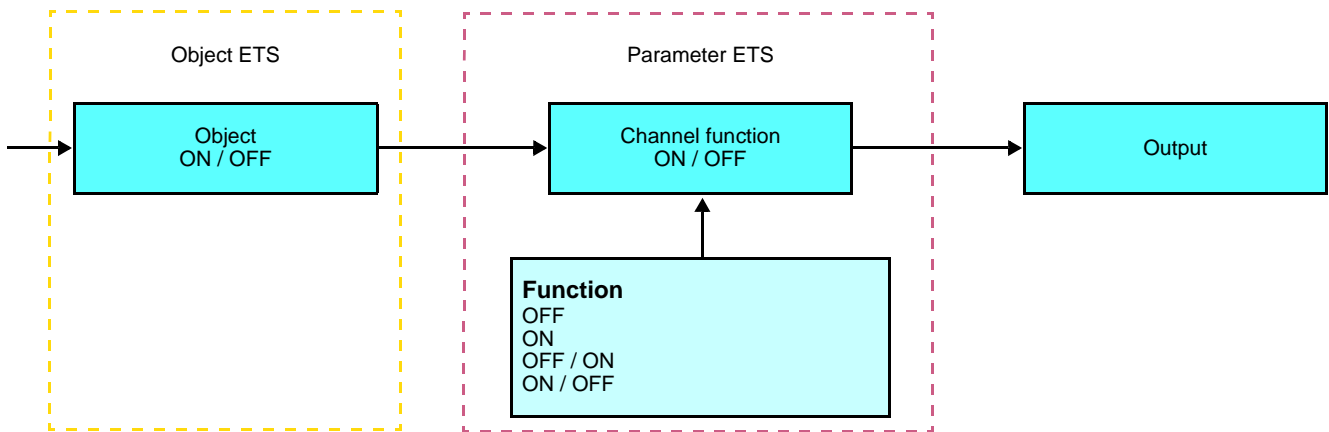 Object ETS
Parameter ETS
Object
ON / OFF
Channel function
ON / OFF
Output
Function
OFF
ON
OFF / ON
ON / OFF